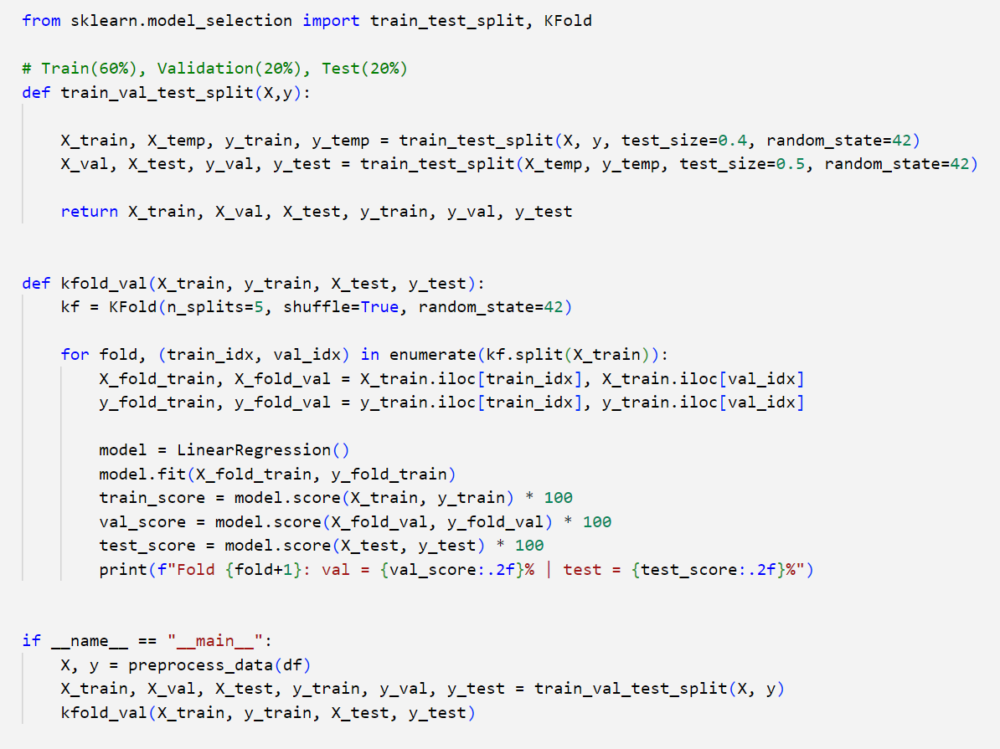 from sklearn.model_selection import train_test_split, KFold
# Train(60%), Validation(20%), Test(20%)
def train_val_test_split(X,y):
X_train, X_temp, y_train, y_temp = train_test_split(X, y, test_size=0.4, random_state=42)
X_val, X_test, y_val, y_test = train_test_split(X_temp, y_temp, test_size=0.5, random_state=42)
return X_train, X_val, X_test, y_train, y_val, y_test
def kfold_val(X_train, y_train, X_test, y_test):
kf = KFold(n_splits=5, shuffle=True, random_state=42)
for fold, (train_idx, val_idx) in enumerate(kf.split(X_train)):
X_fold_train, X_fold_val = X_train.iloc[train_idx], X_train.iloc[val_idx]
y_fold_train, y_fold_val = y_train.iloc[train_idx], y_train.iloc[val_idx]
model = LinearRegression()
model.fit(X_fold_train, y_fold_train)
train_score = model.score(X_train, y_train) * 100
val_score = model.score(X_fold_val, y_fold_val) * 100
test_score = model.score(X_test, y_test) * 100
print(f"Fold {fold+1}: val = {val_score:.2f}% | test = {test_score:.2f}%")
if __name__ == "__main__":
X, y = preprocess_data(df)
X_train, X_val, X_test, y_train, y_val, y_test = train_val_test_split(X, y)
kfold_val(X_train, y_train, X_test, y_test)